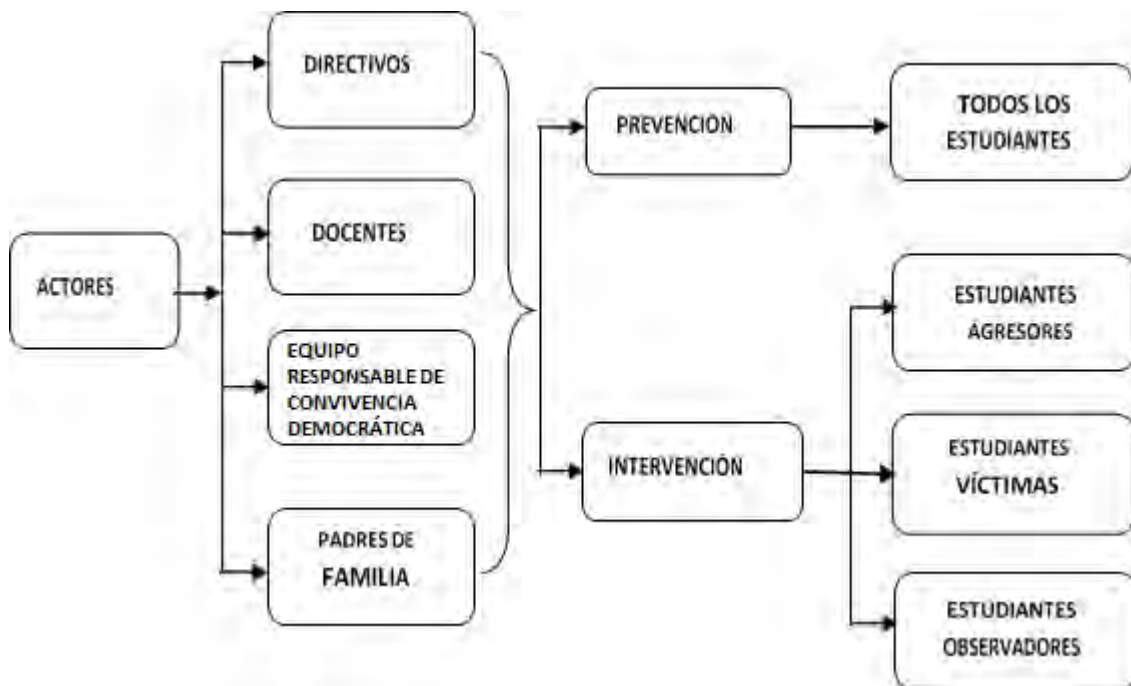 ACTORES
DIRECTIVOS
DOCENTES
EQUIPO
RESPONSABLE DE
CONVIVENCIA
DEMOCRÁTICA
PADRES DE
FAMILIA
PREVENCION
INTERVENCIÓN
TODOS LOS
ESTUDIANTES
ESTUDIANTES
ÁGRESORES
ESTUDIANTES
VÍCTIMAS
ESTUDIANTES
OBSERVADORES